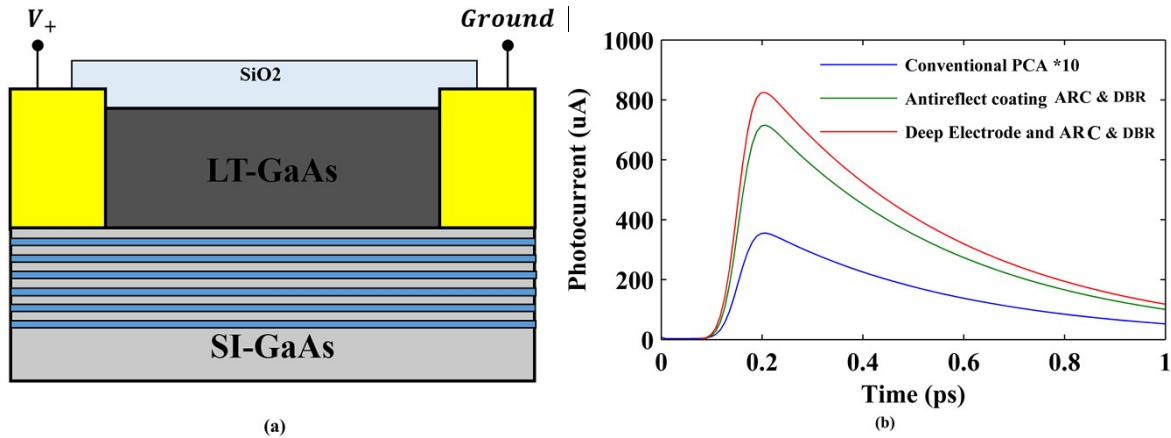 V+ Ground
SiO2
LT-GaAs
SI-GaAs
(a)
1000
800
600
400
200
0
Photocurrent (uA)
Conventional PCA *10
Antireflect coating ARC & DBR
Deep Electrode and ARC & DBR
0 0.2 0.4 0.6 0.8 1
Time (ps)
(b)